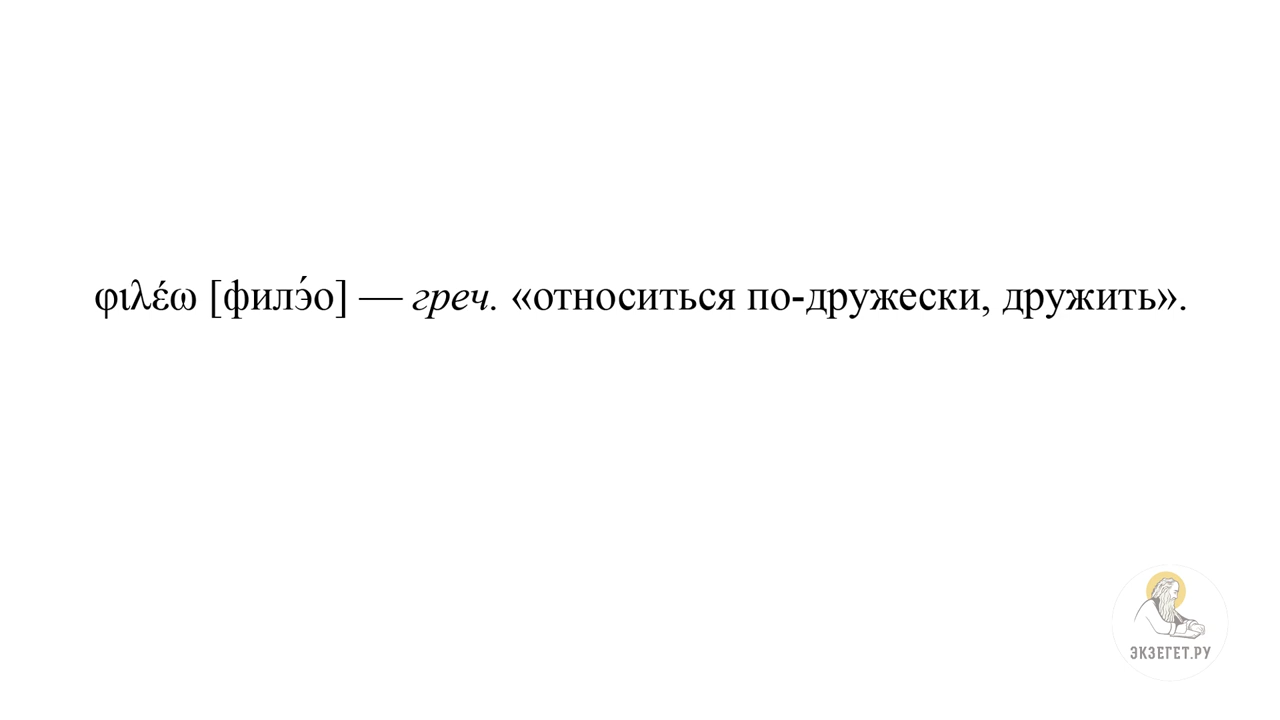 φιλέω [филэ́о] — греч. «относиться по-дружески, дружить».
ЭКЗЕГЕТ.РУ